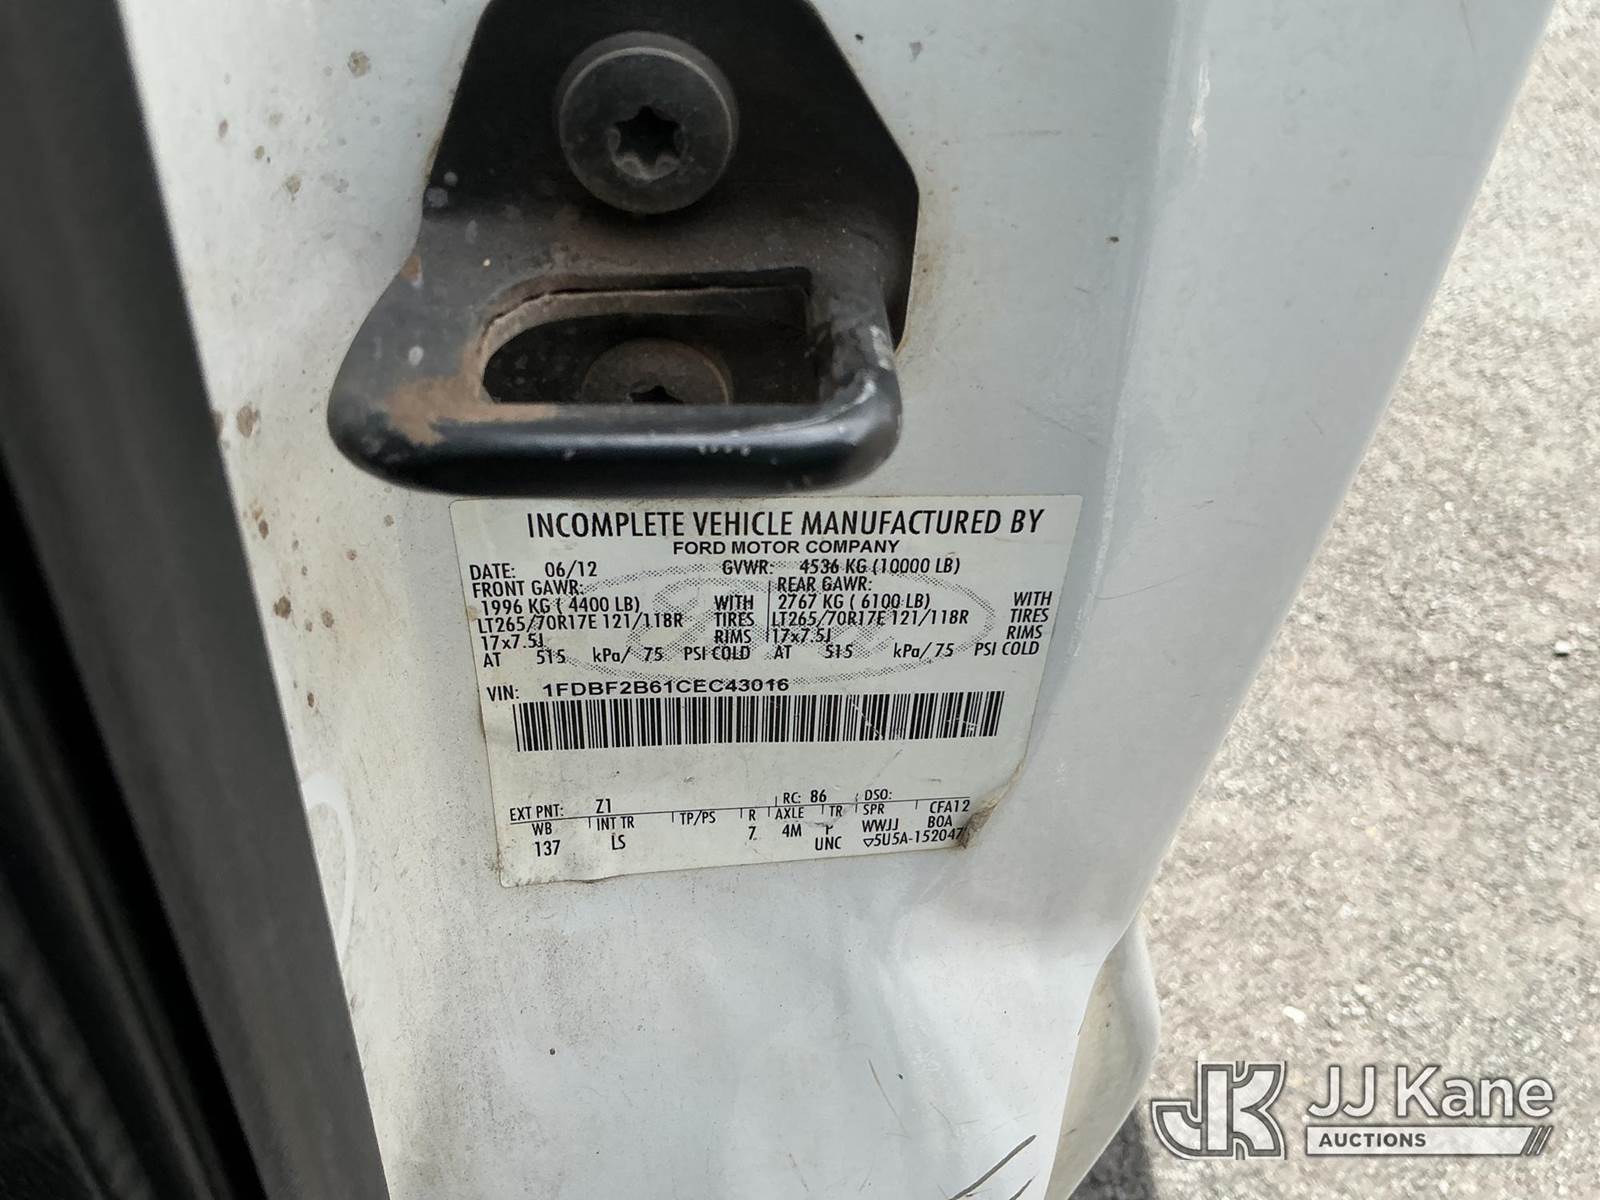 INCOMPLETE VEHICLE MANUFACTURED BY
FORD MOTOR COMPANY
DATE: 06/12 GVWR: 4536 KG (10000 LB)
FRONT GAWR: REAR GAWR:
1996 KG ( 4400 LB) WITH 2767 KG ( 6100 LB) WITH
LT265/70R17E 121/118R TIRES LT265/70R17E 121/118R TIRES
17x7.5J RIMS 17x7.5J RIMS
AT 515 kPa/ 75 PSI COLD AT 515 kPa/ 75 PSI COLD
VIN: 1FDBF2B61CEC43016
EXT PNT: Z1 RC: 86 DSO:
WB INT TR TP/PS R AXLE TR SPR CFA12
137 LS 7 4M P WWJJ BOA
UNC ▽5U5A-152047
JK JJ Kane
AUCTIONS